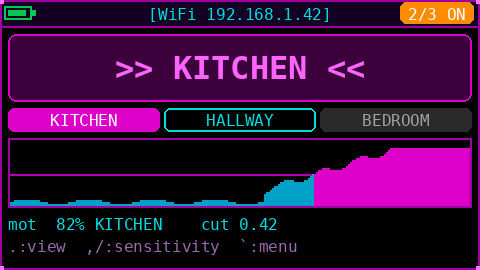 [WiFi 192.168.1.42] 2/3 ON
>> KITCHEN <<
KITCHEN HALLWAY BEDROOM
mot  82% KITCHEN    cut 0.42
.:view  ,/:sensitivity  `:menu